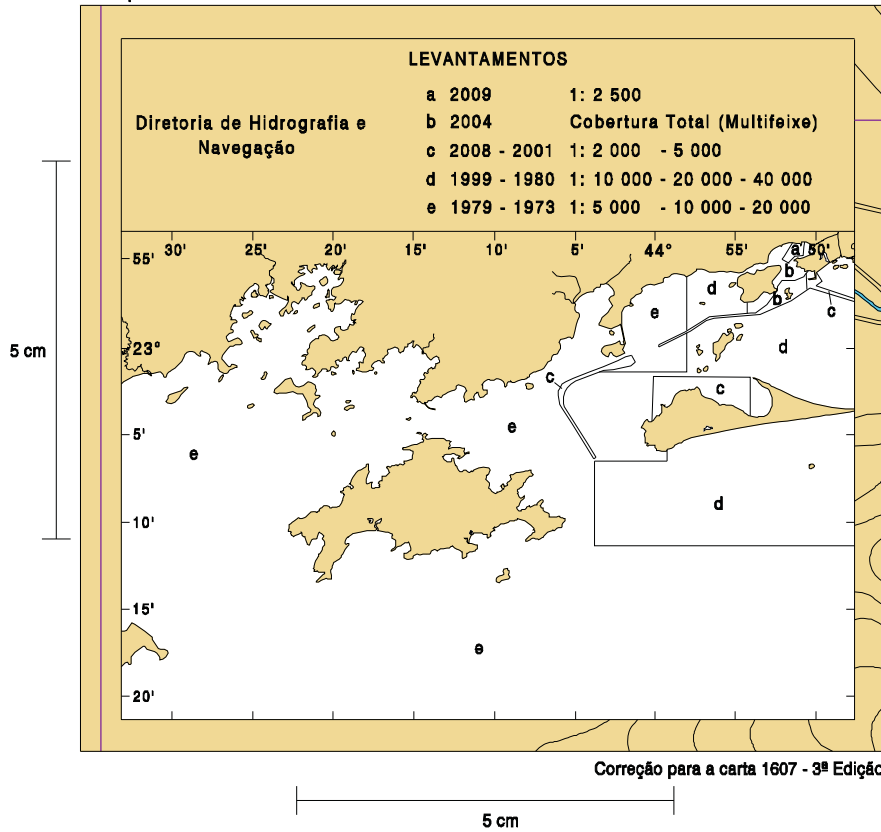 LEVANTAMENTOS
a 2009 1: 2 500
Diretoria de Hidrografia e
Navegação
b 2004 Cobertura Total (Multifeixe)
c 2008 - 2001 1: 2 000 - 5 000
d 1999 - 1980 1: 10 000 - 20 000 - 40 000
e 1979 - 1973 1: 5 000 - 10 000 - 20 000
30' 25' 20' 15' 10' 5' 44° 55' 50'
55'
a
b
d
b
e
c
23°
d
c
c
5'
e
e
d
10'
15'
e
20'
5 cm
Correção para a carta 1607 - 3ª Edição
5 cm